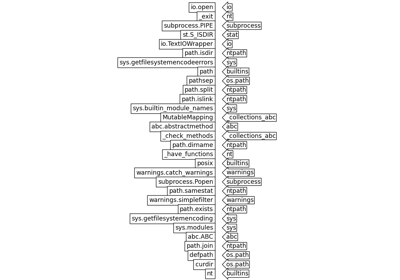 io.open io
_exit nt
subprocess.PIPE subprocess
st.S_ISDIR stat
io.TextIOWrapper io
path.isdir ntpath
sys.getfilesystemencodeerrors sys
path builtins
pathsep os.path
path.split ntpath
path.islink ntpath
sys.builtin_module_names sys
MutableMapping _collections_abc
abc.abstractmethod abc
_check_methods _collections_abc
path.dirname ntpath
_have_functions nt
posix builtins
warnings.catch_warnings warnings
subprocess.Popen subprocess
path.samestat ntpath
warnings.simplefilter warnings
path.exists ntpath
sys.getfilesystemencoding sys
sys.modules sys
abc.ABC abc
path.join ntpath
defpath os.path
curdir os.path
nt builtins